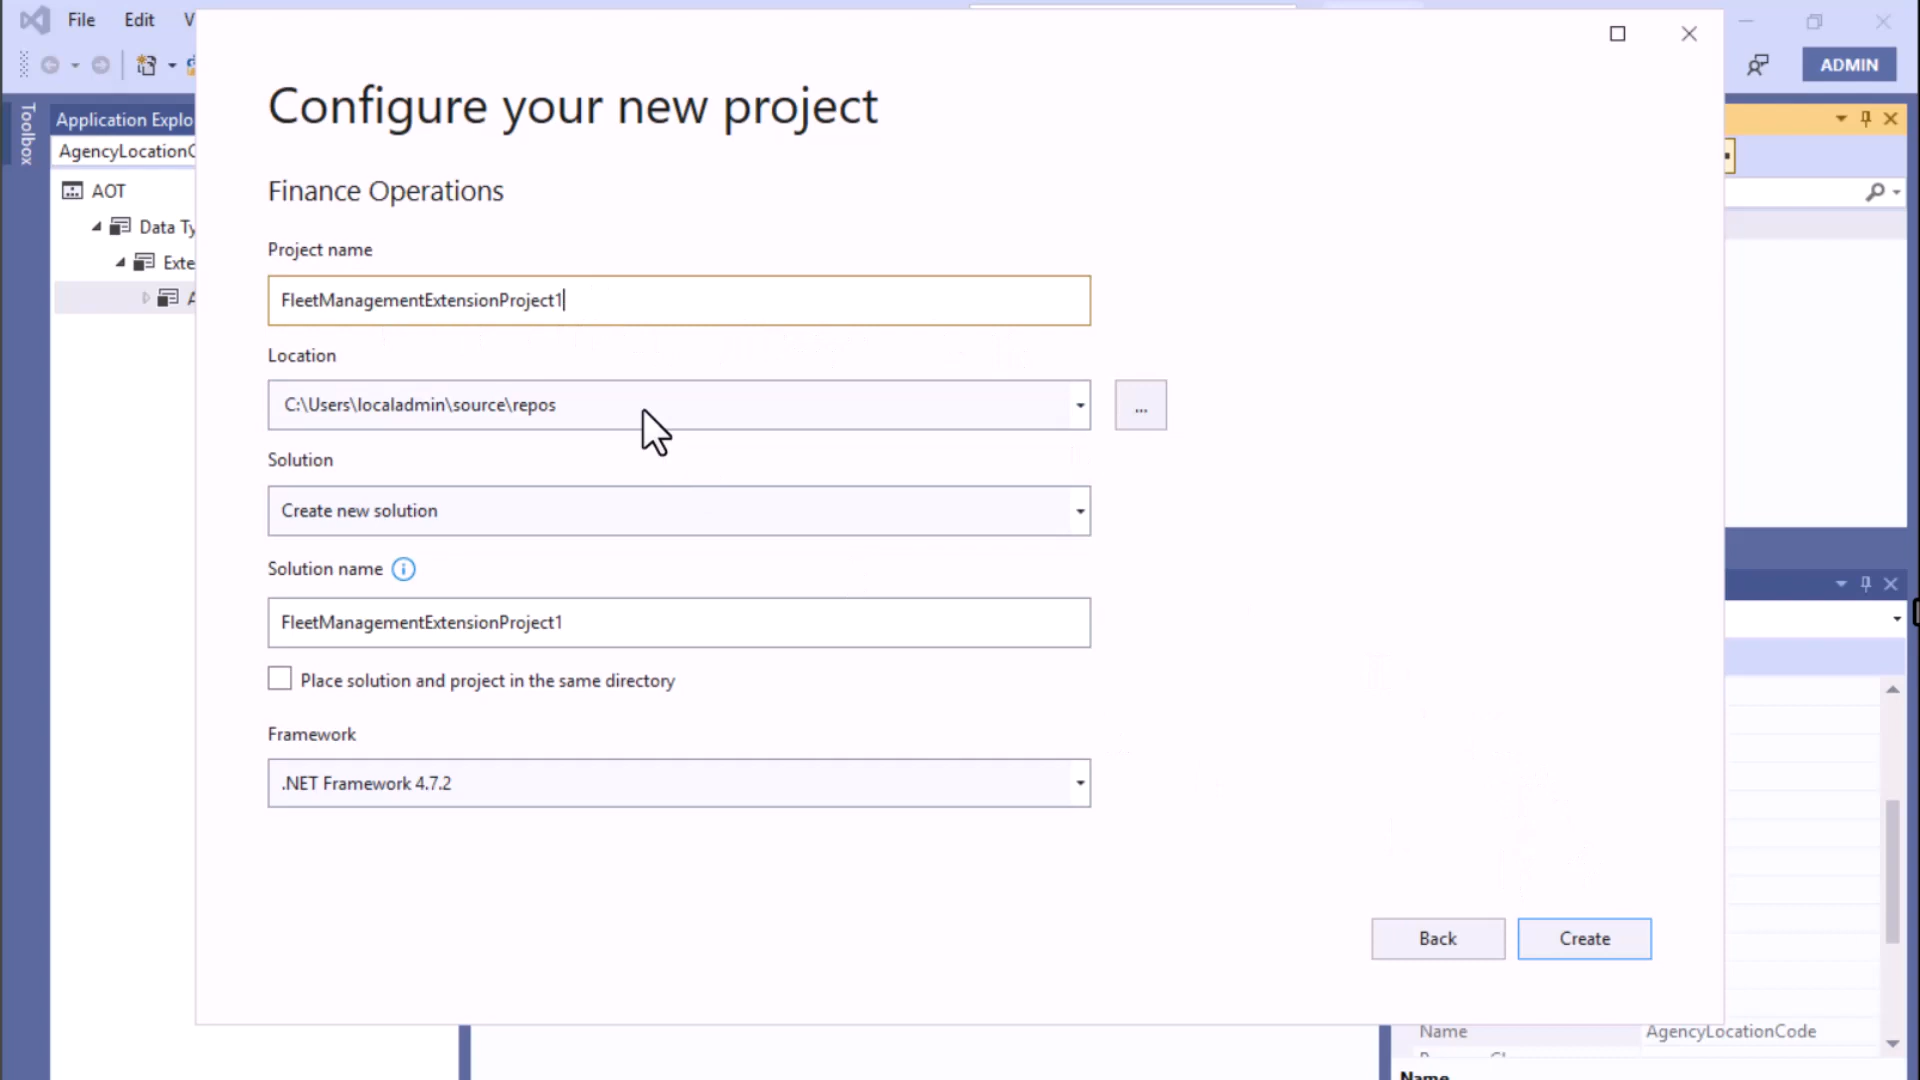 File Edit V
ADMIN
Toolbox
Application Explo
AgencyLocationC
AOT
Data Ty
Exte
A
Configure your new project
Finance Operations
Project name
FleetManagementExtensionProject1
Location
C:\Users\localadmin\source\repos
...
Solution
Create new solution
Solution name
FleetManagementExtensionProject1
Place solution and project in the same directory
Framework
.NET Framework 4.7.2
Back
Create
Name AgencyLocationCode
Name